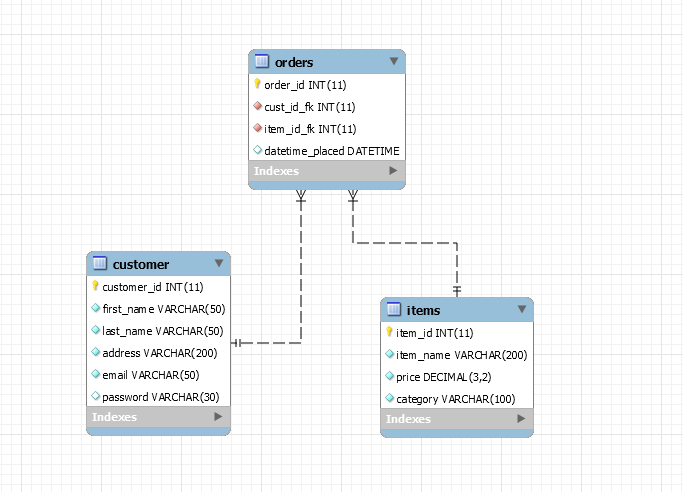 orders
order_id INT(11)
cust_id_fk INT(11)
item_id_fk INT(11)
datetime_placed DATETIME
Indexes
customer
customer_id INT(11)
first_name VARCHAR(50)
last_name VARCHAR(50)
address VARCHAR(200)
email VARCHAR(50)
password VARCHAR(30)
Indexes
items
item_id INT(11)
item_name VARCHAR(200)
price DECIMAL(3,2)
category VARCHAR(100)
Indexes